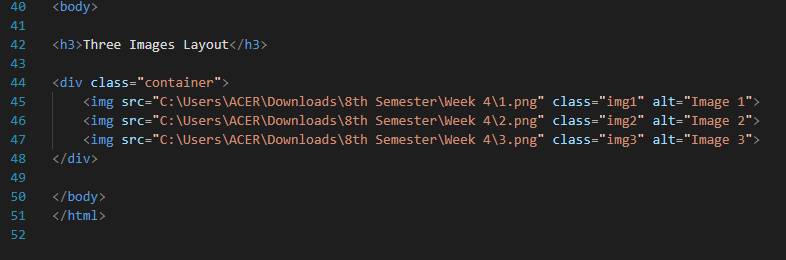 40 <body>
41
42 <h3>Three Images Layout</h3>
43
44 <div class="container">
45     <img src="C:\Users\ACER\Downloads\8th Semester\Week 4\1.png" class="img1" alt="Image 1">
46     <img src="C:\Users\ACER\Downloads\8th Semester\Week 4\2.png" class="img2" alt="Image 2">
47     <img src="C:\Users\ACER\Downloads\8th Semester\Week 4\3.png" class="img3" alt="Image 3">
48 </div>
49
50 </body>
51 </html>
52